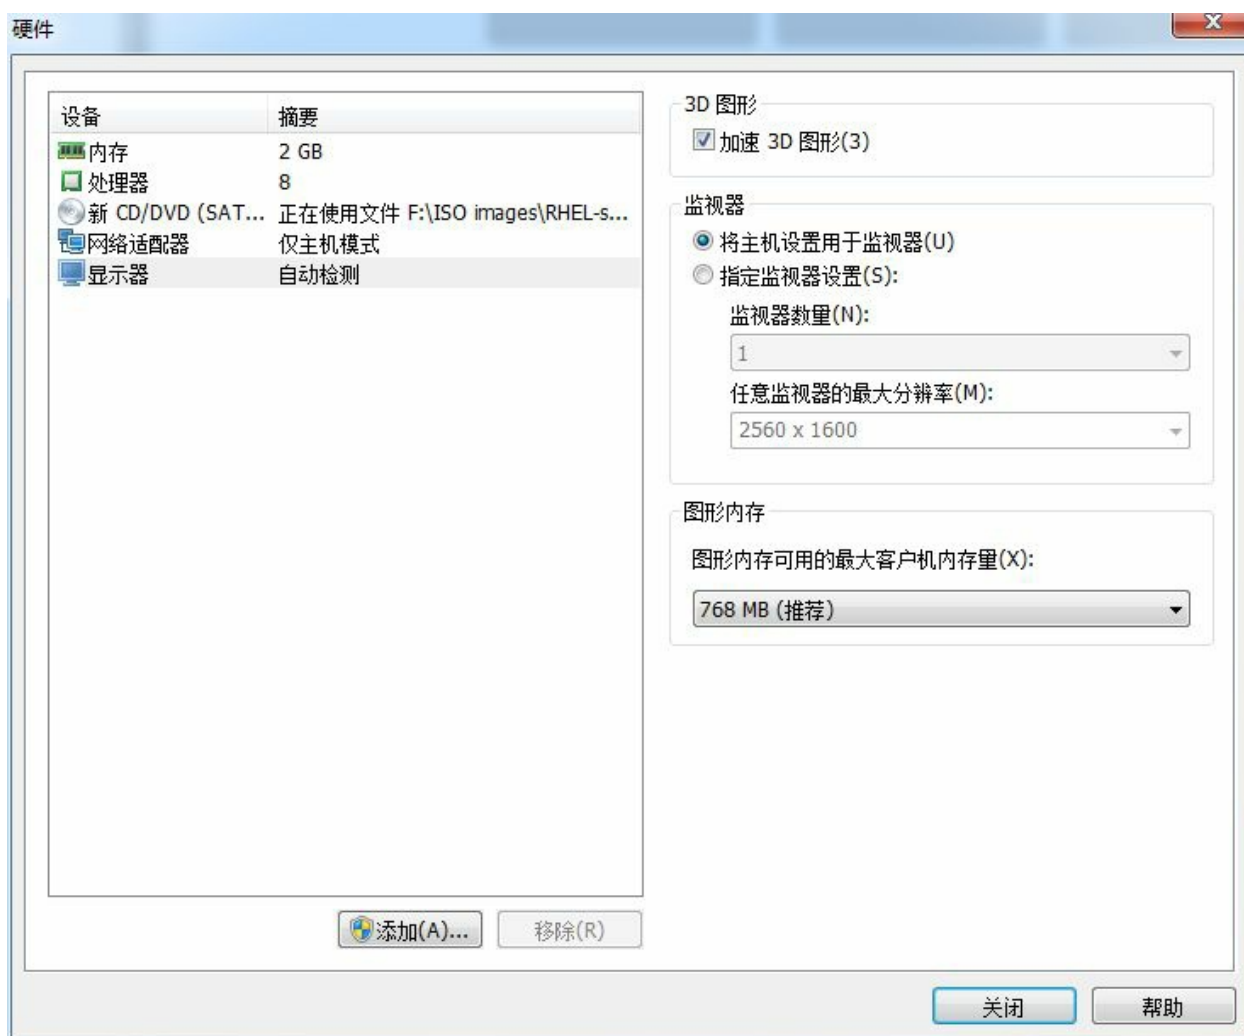 硬件
设备 摘要
内存 2 GB
处理器 8
新 CD/DVD (SAT... 正在使用文件 F:\ISO images\RHEL-s...
网络适配器 仅主机模式
显示器 自动检测
添加(A)... 移除(R)
3D 图形
加速 3D 图形(3)
监视器
将主机设置用于监视器(U)
指定监视器设置(S):
监视器数量(N):
1
任意监视器的最大分辨率(M):
2560 x 1600
图形内存
图形内存可用的最大客户机内存量(X):
768 MB (推荐)
关闭 帮助